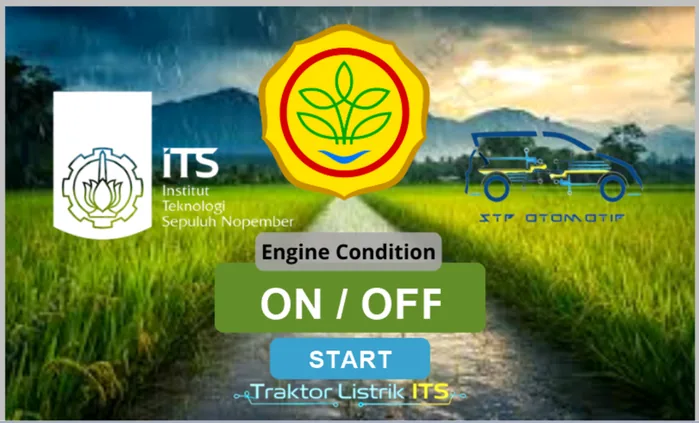 iTS
Institut
Teknologi
Sepuluh Nopember
STP OTOMOTIF
Engine Condition
ON / OFF
START
Traktor Listrik ITS